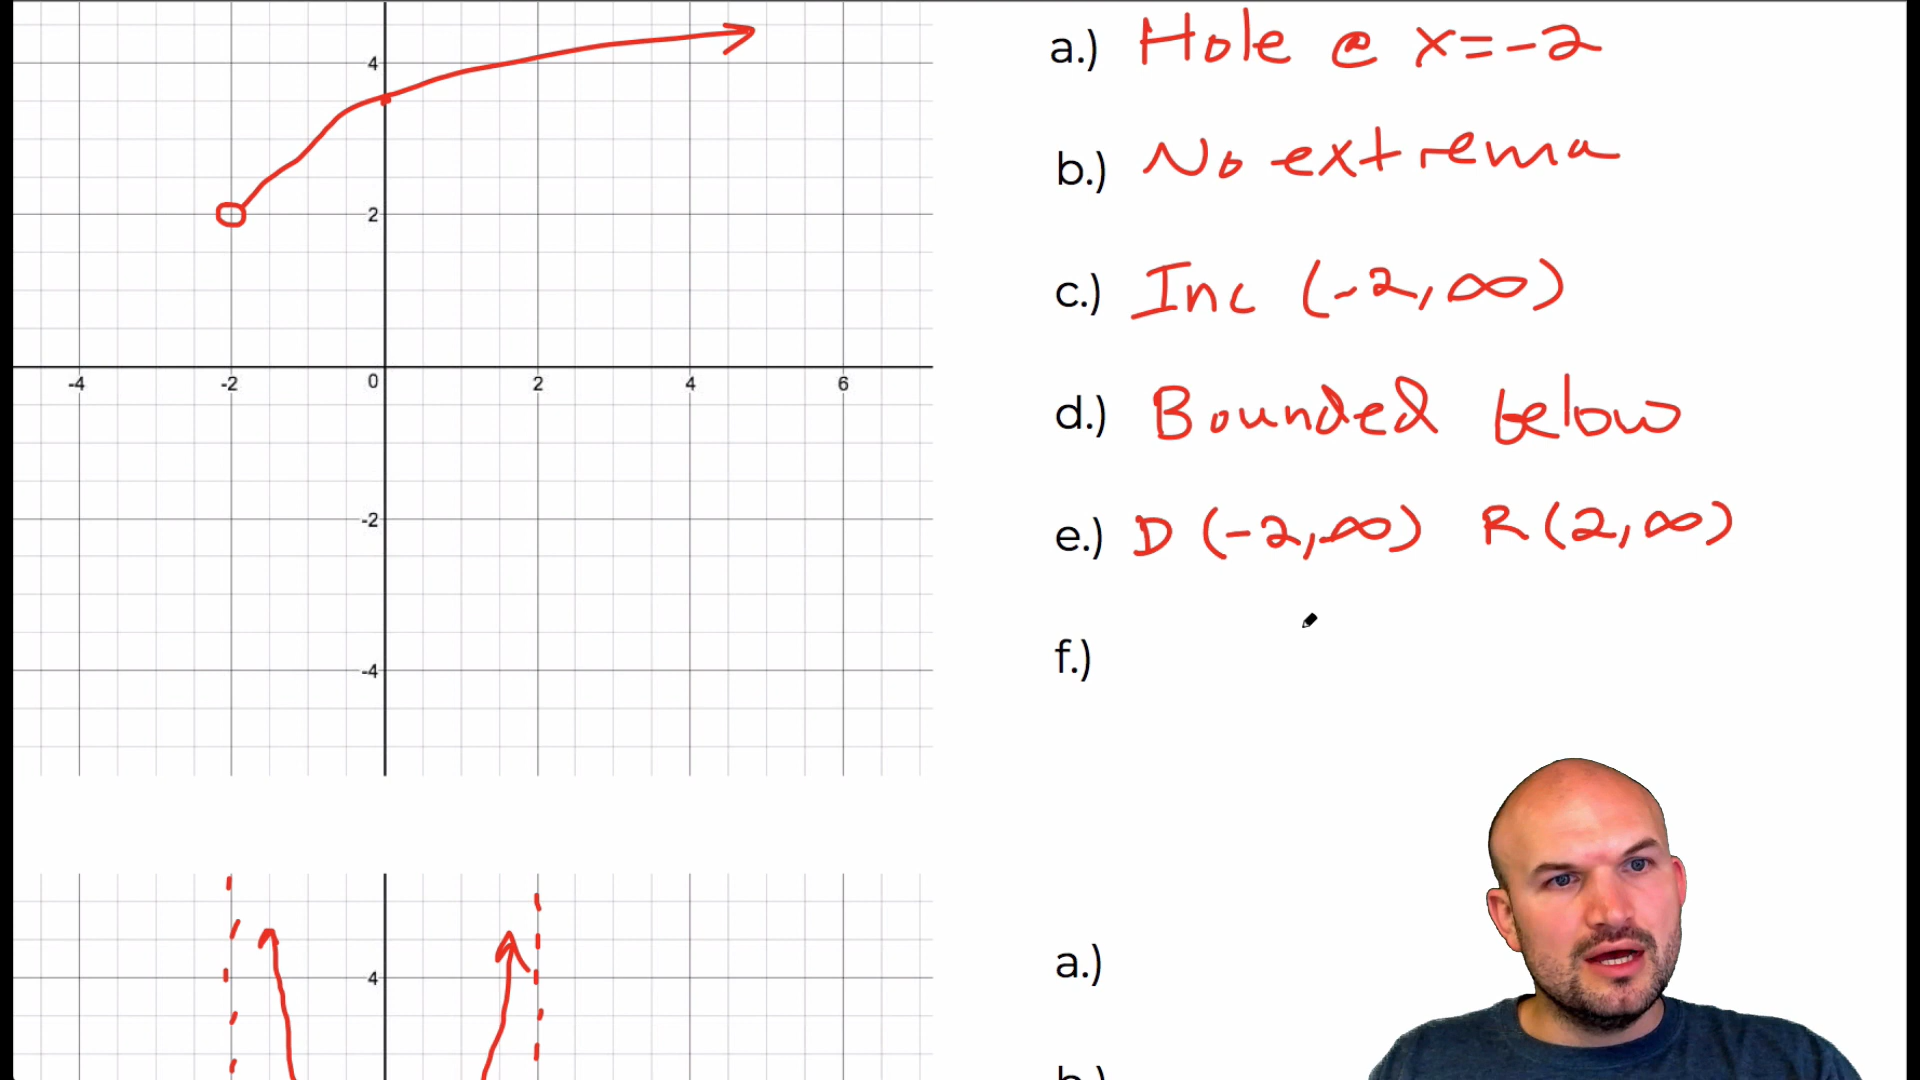 a.) Hole @ x=-2
4
b.) No extrema
2
c.) Inc (-2,∞)
-4 -2 0 2 4 6
d.) Bounded below
-2
e.) D (-2,∞) R (2,∞)
-4
f.)
4
a.)
b.)